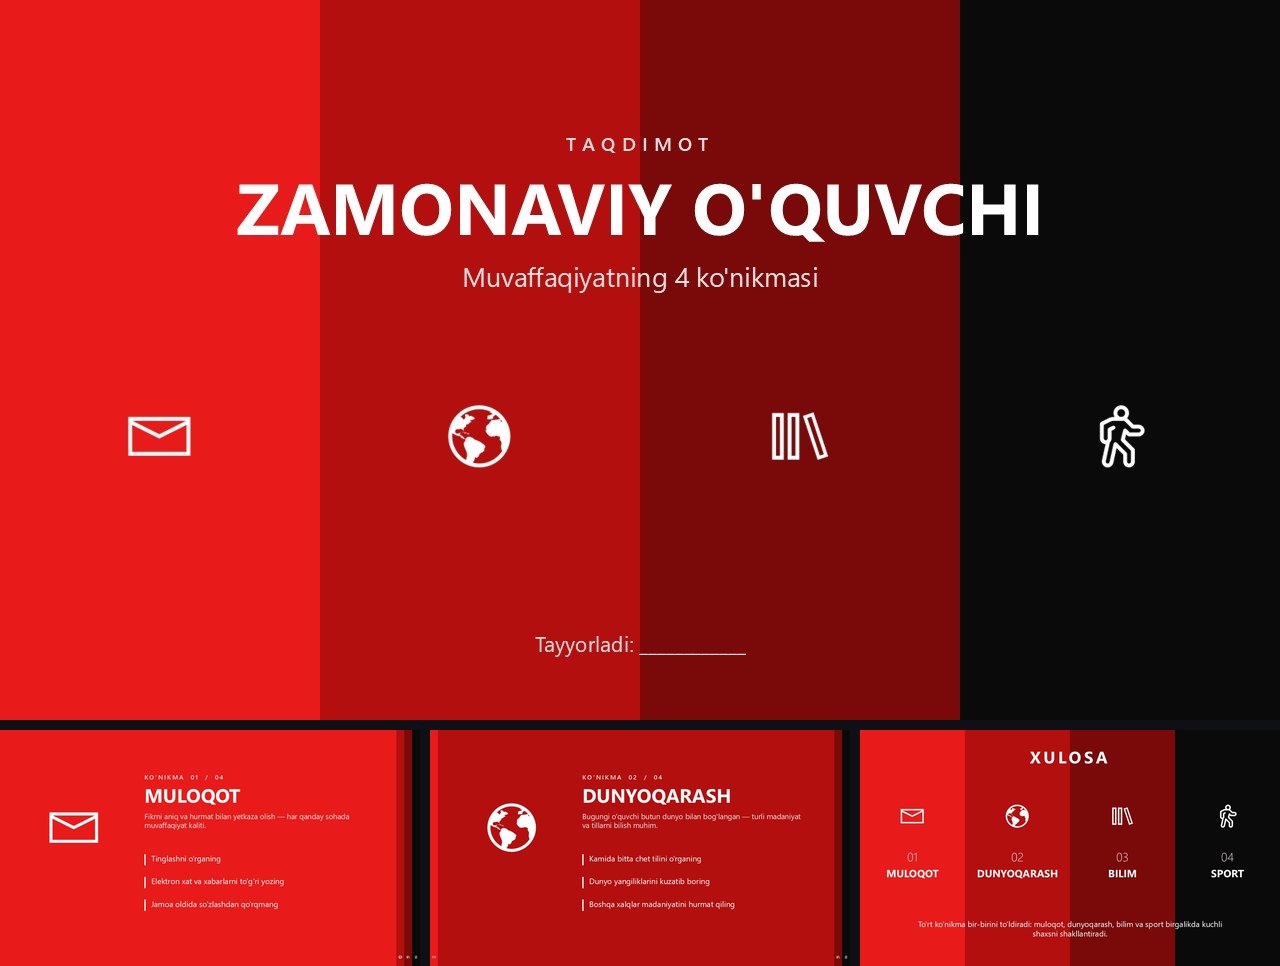 TAQDIMOT
ZAMONAVIY O'QUVCHI
Muvaffaqiyatning 4 ko'nikmasi
Tayyorladi: ____________
KO'NIKMA 01 / 04
MULOQOT
Fikrni aniq va hurmat bilan yetkaza olish — har qanday sohada
muvaffaqiyat kaliti.
Tinglashni o'rganing
Elektron xat va xabarlarni to'g'ri yozing
Jamoa oldida so'zlashdan qo'rqmang
KO'NIKMA 02 / 04
DUNYOQARASH
Bugungi o'quvchi butun dunyo bilan bog'langan — turli madaniyat
va tillarni bilish muhim.
Kamida bitta chet tilini o'rganing
Dunyo yangiliklarini kuzatib boring
Boshqa xalqlar madaniyatini hurmat qiling
XULOSA
01 02 03 04
MULOQOT DUNYOQARASH BILIM SPORT
To'rt ko'nikma bir-birini to'ldiradi: muloqot, dunyoqarash, bilim va sport birgalikda kuchli
shaxsni shakllantiradi.